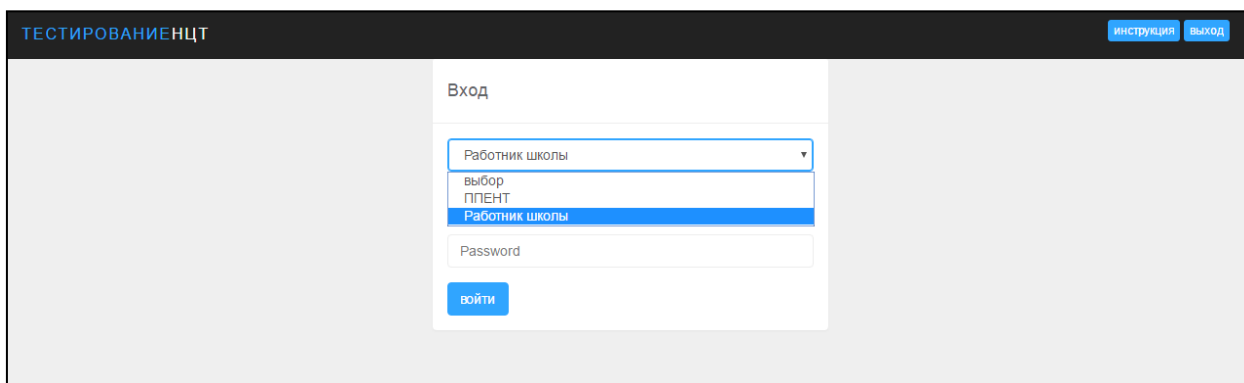 ТЕСТИРОВАНИЕНЦТ
инструкция выход
Вход
Работник школы
выбор
ППЕНТ
Работник школы
Password
войти